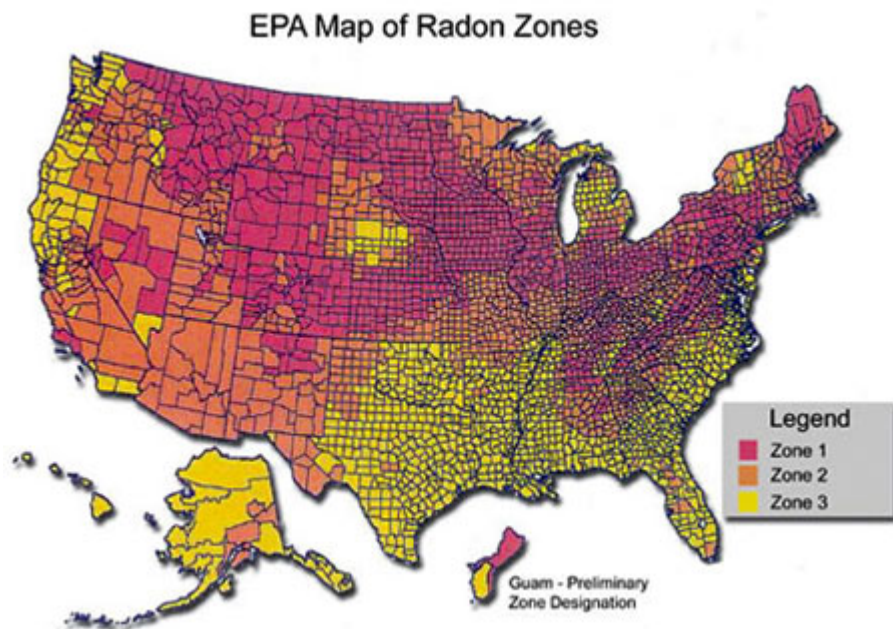 EPA Map of Radon Zones
Legend
Zone 1
Zone 2
Zone 3
Guam - Preliminary
Zone Designation